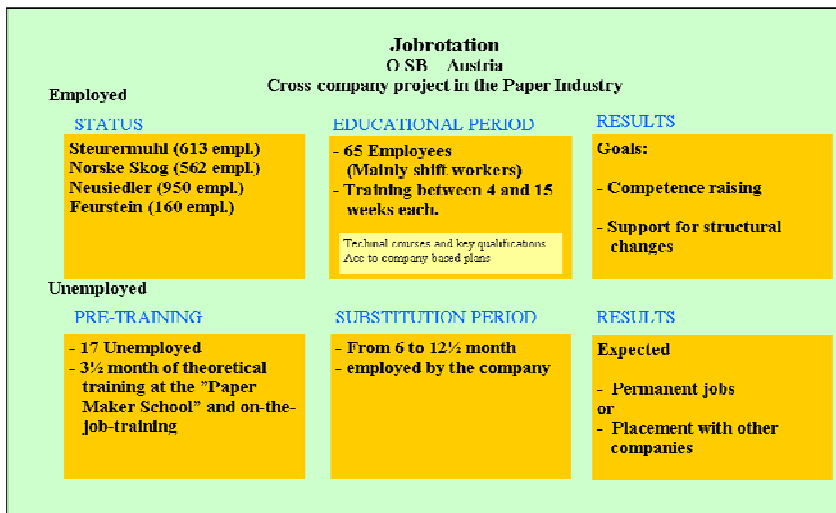 Jobrotation
O SB Austria
Cross company project in the Paper Industry
Employed
STATUS
Steurermuhl (613 empl.)
Norske Skog (562 empl.)
Neusiedler (950 empl.)
Feurstein (160 empl.)
EDUCATIONAL PERIOD
- 65 Employees
(Mainly shift workers)
- Training between 4 and 15
weeks each.
Techinal courses and key qualifications
Acc to company based plans
RESULTS
Goals:
- Competence raising
- Support for structural
changes
Unemployed
PRE-TRAINING
- 17 Unemployed
- 3½ month of theoretical
training at the ”Paper
Maker School” and on-the-
job-training
SUBSTITUTION PERIOD
- From 6 to 12½ month
- employed by the company
RESULTS
Expected
- Permanent jobs
or
- Placement with other
companies